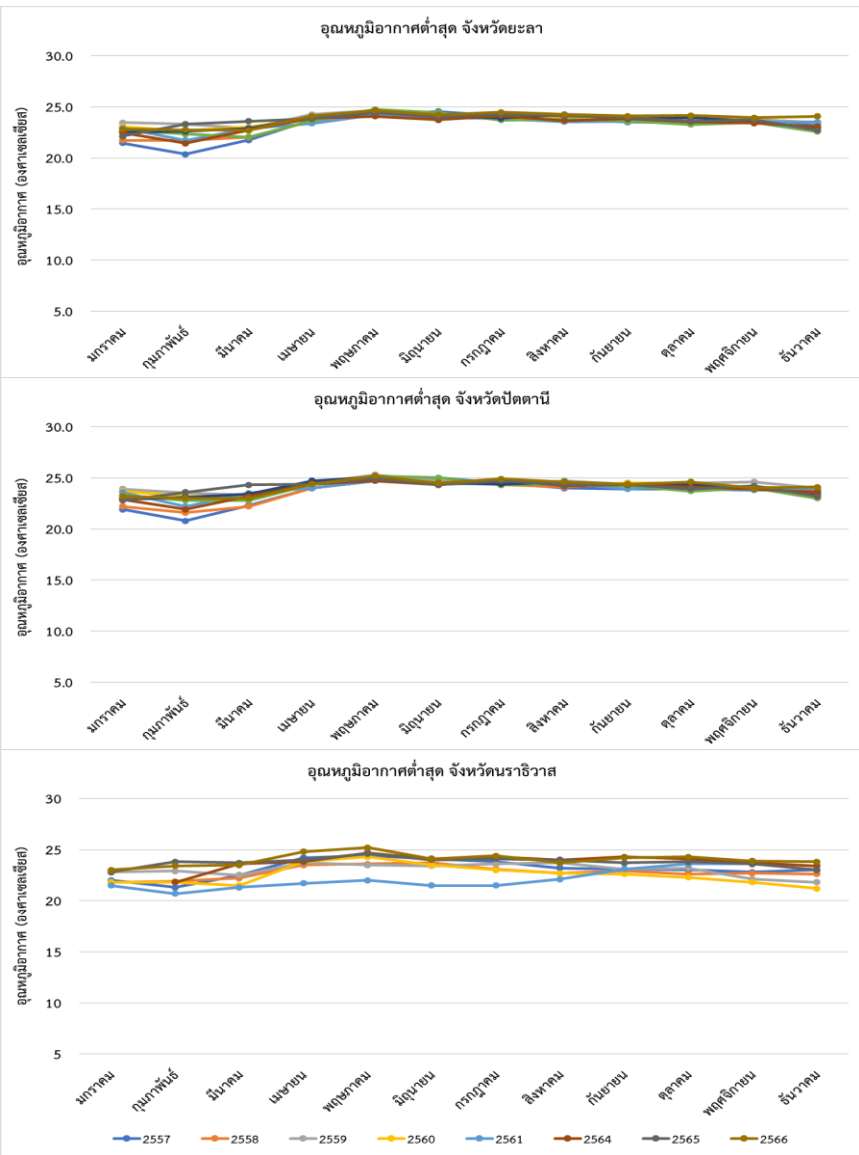 อุณหภูมิอากาศต่ำสุด จังหวัดยะลา
อุณหภูมิอากาศ (องศาเซลเซียส)
30.0
25.0
20.0
15.0
10.0
5.0
มกราคม กุมภาพันธ์ มีนาคม เมษายน พฤษภาคม มิถุนายน กรกฎาคม สิงหาคม กันยายน ตุลาคม พฤศจิกายน ธันวาคม
อุณหภูมิอากาศต่ำสุด จังหวัดปัตตานี
อุณหภูมิอากาศ (องศาเซลเซียส)
30.0
25.0
20.0
15.0
10.0
5.0
มกราคม กุมภาพันธ์ มีนาคม เมษายน พฤษภาคม มิถุนายน กรกฎาคม สิงหาคม กันยายน ตุลาคม พฤศจิกายน ธันวาคม
อุณหภูมิอากาศต่ำสุด จังหวัดนราธิวาส
อุณหภูมิอากาศ (องศาเซลเซียส)
30
25
20
15
10
5
มกราคม กุมภาพันธ์ มีนาคม เมษายน พฤษภาคม มิถุนายน กรกฎาคม สิงหาคม กันยายน ตุลาคม พฤศจิกายน ธันวาคม
2557 2558 2559 2560 2561 2564 2565 2566